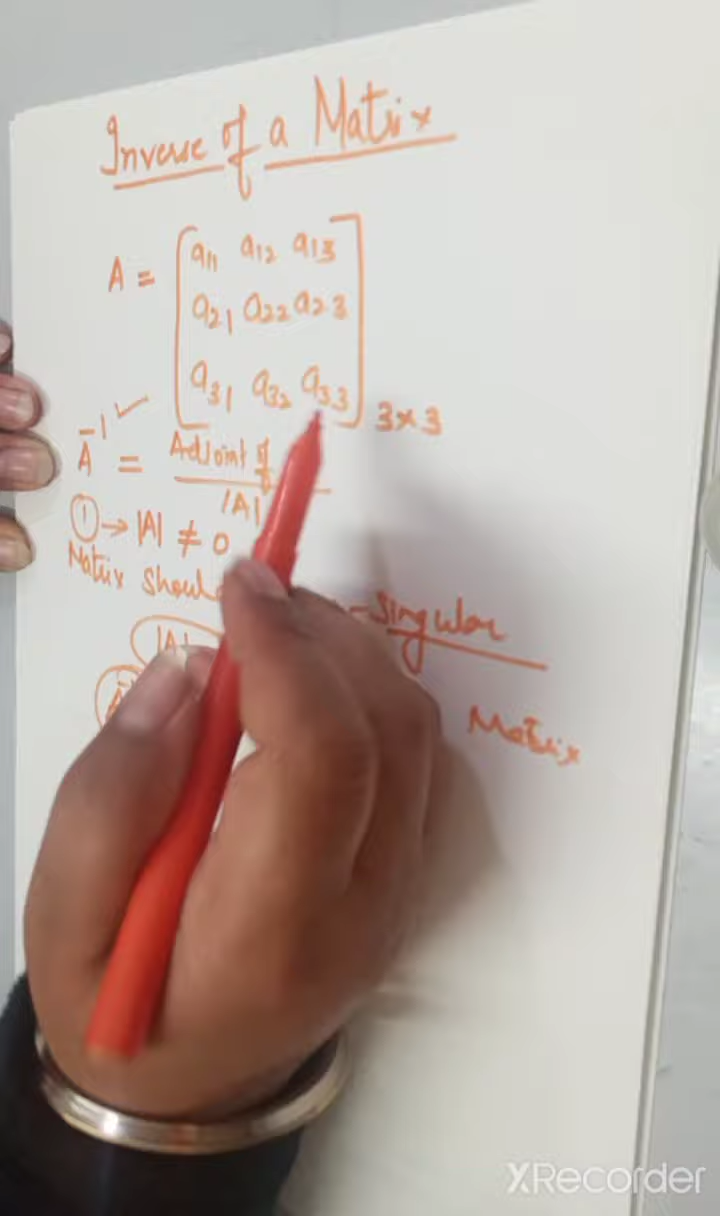 Inverse of a Matrix
A = [ a11 a12 a13
a21 a22 a23
a31 a32 a33 ] 3×3
A⁻¹ ✓ = Adjoint of
|A|
① → |A| ≠ 0
Matrix -Singular
|A|
Matrix
XRecorder